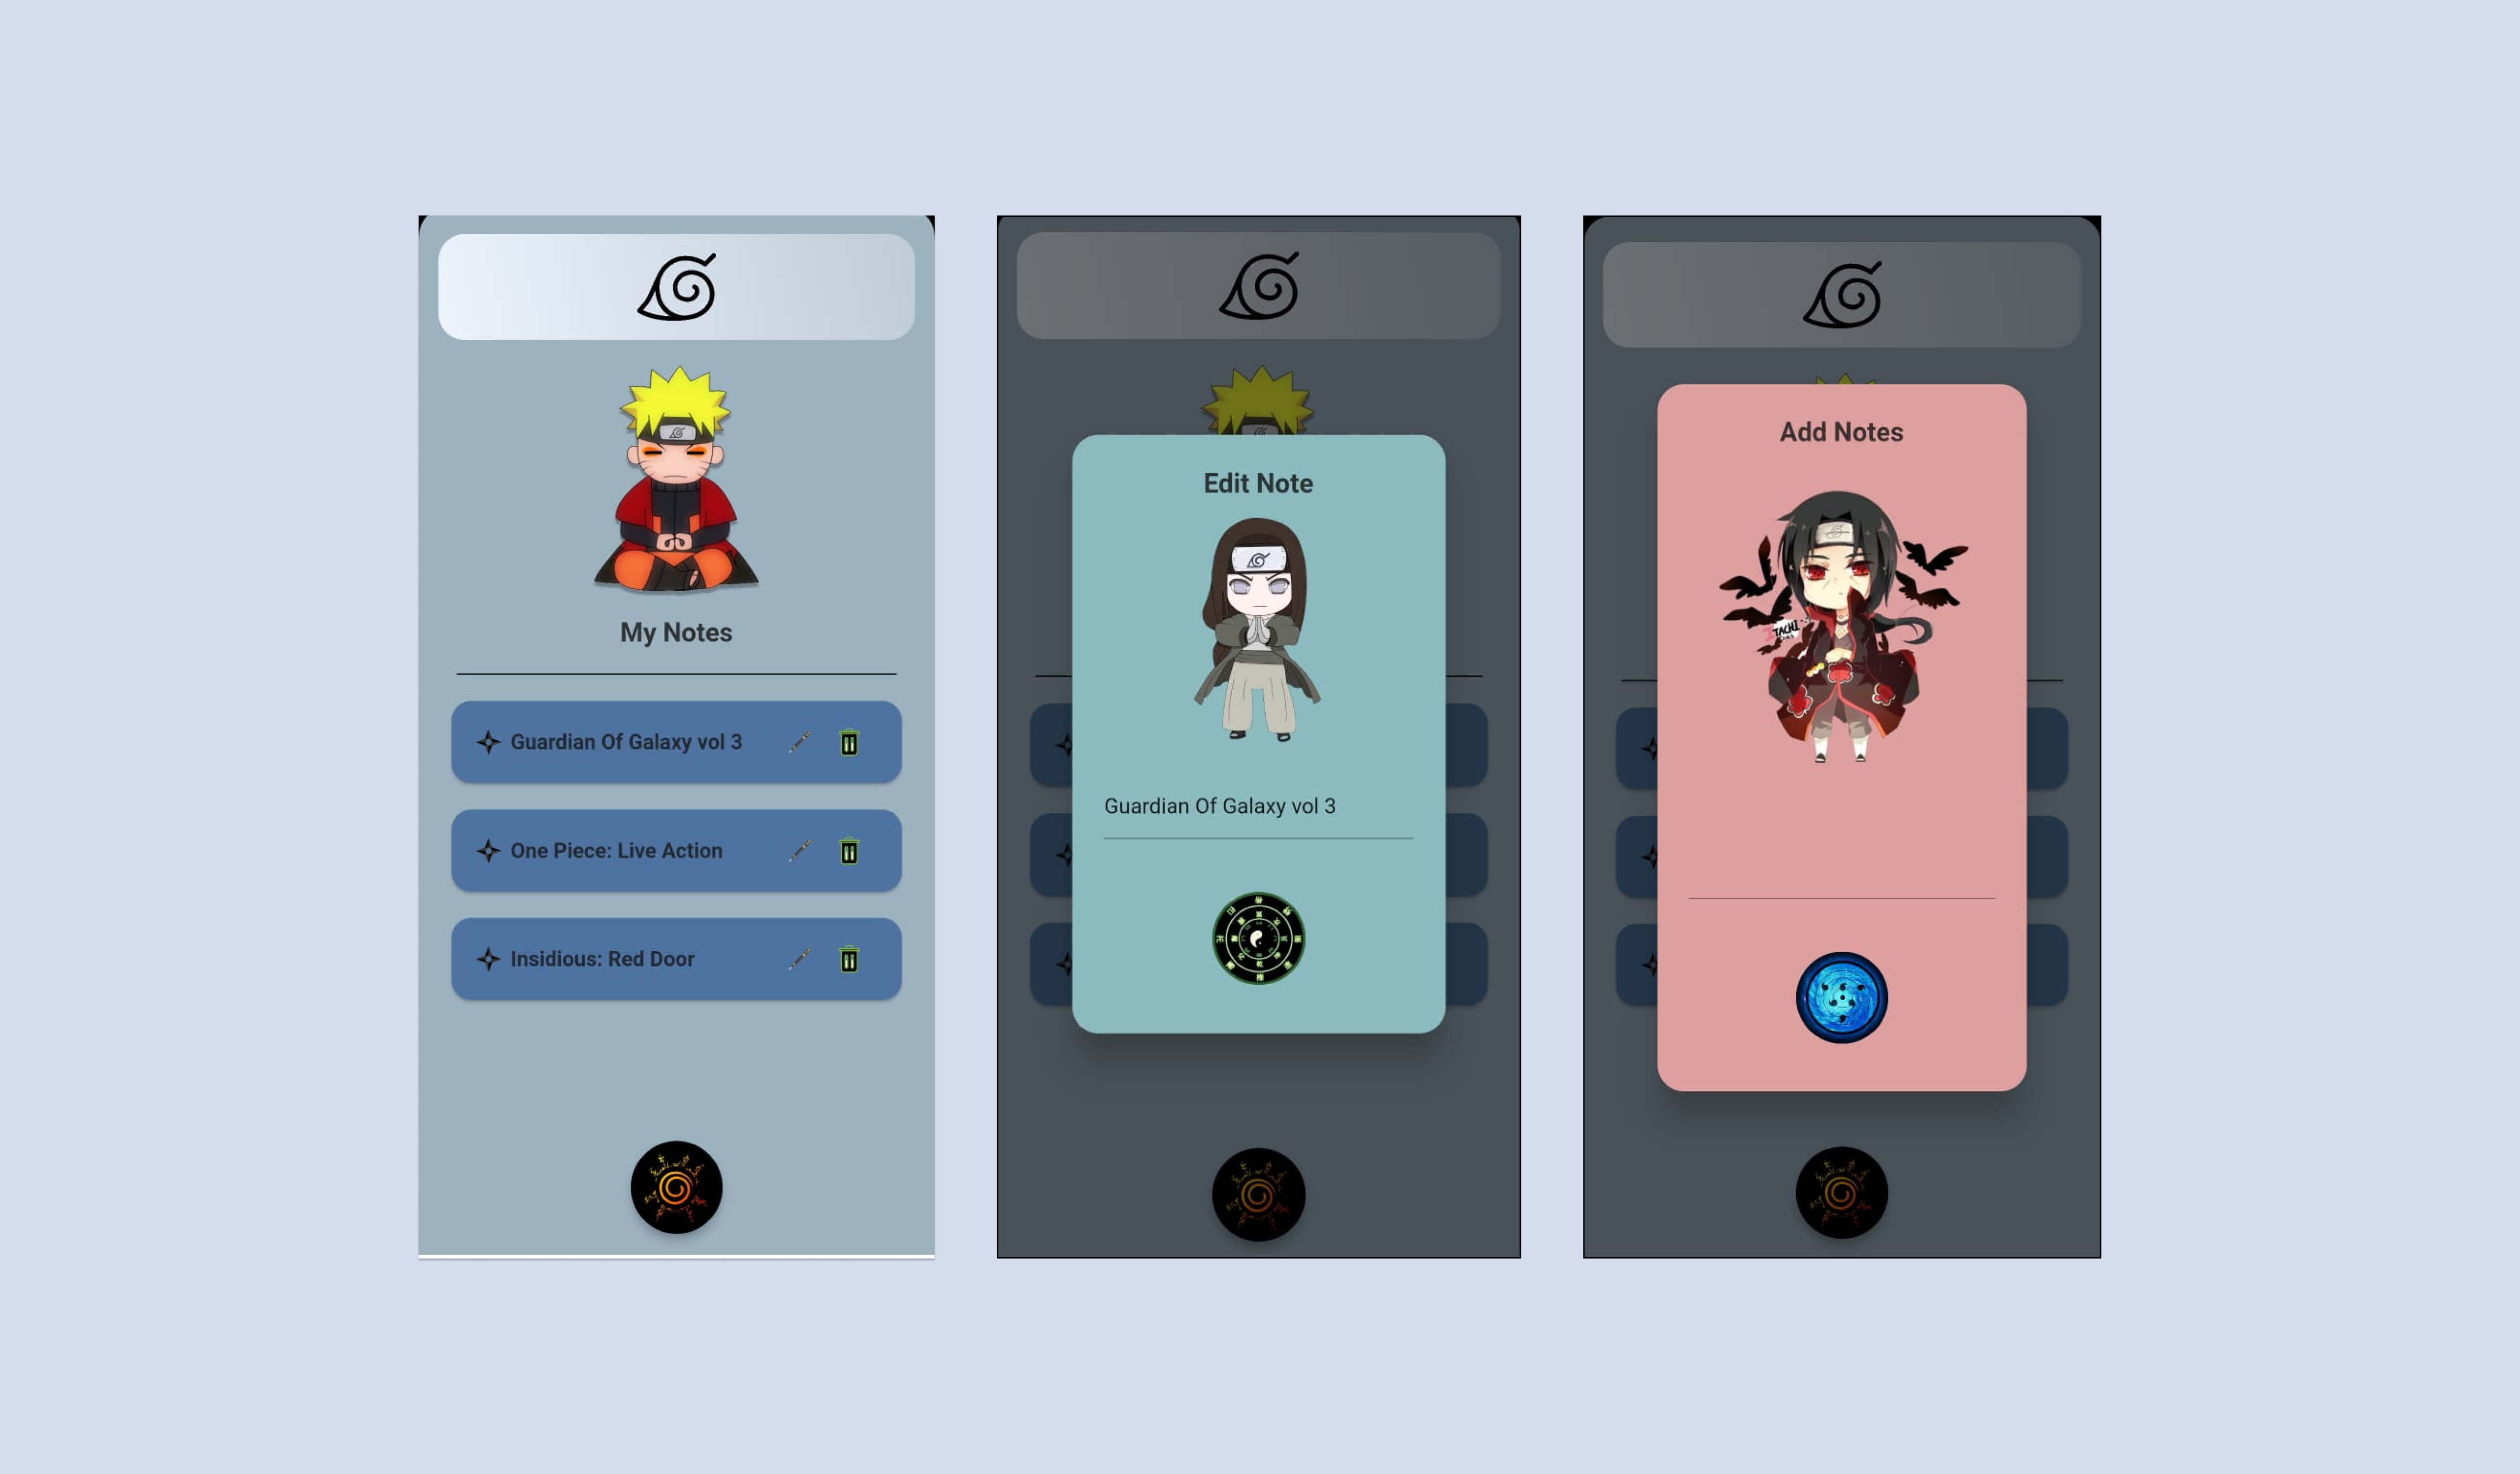 My Notes
Guardian Of Galaxy vol 3
One Piece: Live Action
Insidious: Red Door
Edit Note
Guardian Of Galaxy vol 3
Add Notes
ITACHI